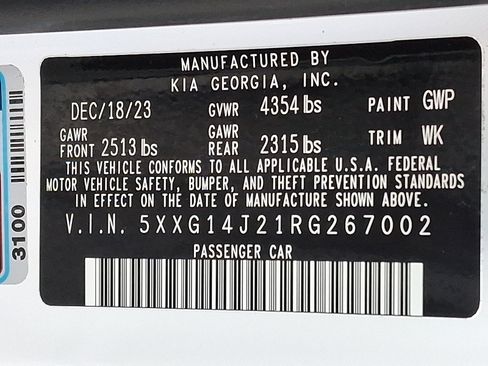 MANUFACTURED BY
KIA GEORGIA, INC.
DEC/18/23 GVWR 4354 lbs PAINT GWP
GAWR FRONT 2513 lbs GAWR REAR 2315 lbs TRIM WK
THIS VEHICLE CONFORMS TO ALL APPLICABLE U.S.A. FEDERAL
MOTOR VEHICLE SAFETY, BUMPER, AND THEFT PREVENTION STANDARDS
IN EFFECT ON THE DATE OF MANUFACTURE SHOWN ABOVE.
V.I.N. 5XXG14J21RG267002
PASSENGER CAR
3100